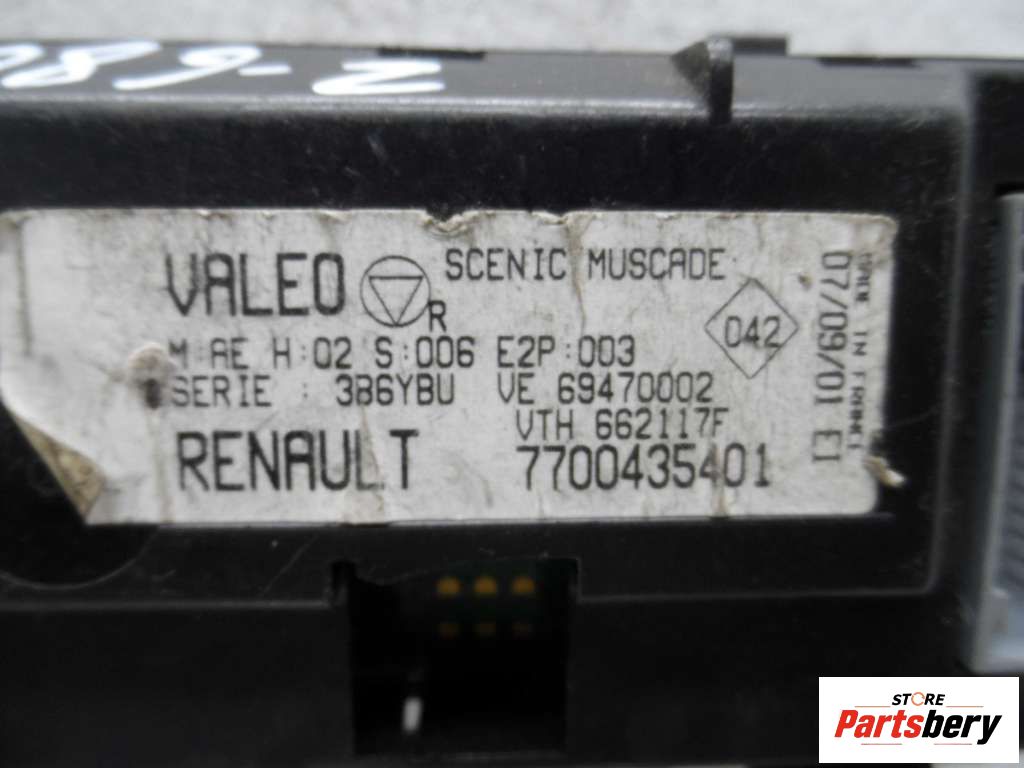 VALEO R SCENIC MUSCADE
042
M:AE H:02 S:006 E2P:003
SERIE : 3B6YBU VE 69470002
VTH 662117F
RENAULT 7700435401
MADE IN FRANCE
07/09/01 E1
STORE
Partsbery